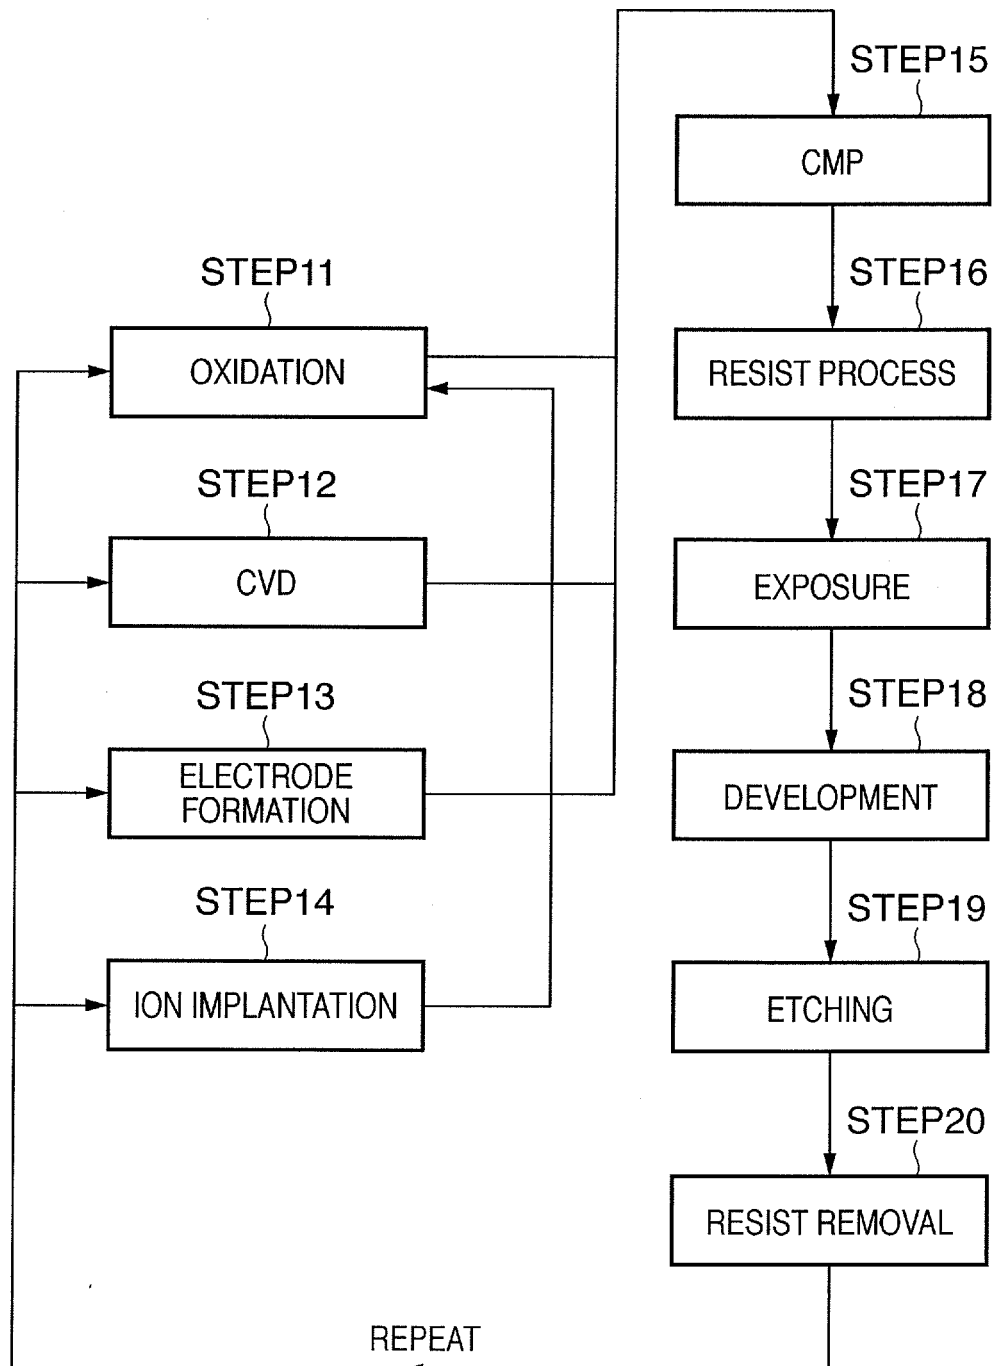 STEP11
OXIDATION
STEP12
CVD
STEP13
ELECTRODE
FORMATION
STEP14
ION IMPLANTATION
STEP15
CMP
STEP16
RESIST PROCESS
STEP17
EXPOSURE
STEP18
DEVELOPMENT
STEP19
ETCHING
STEP20
RESIST REMOVAL
REPEAT